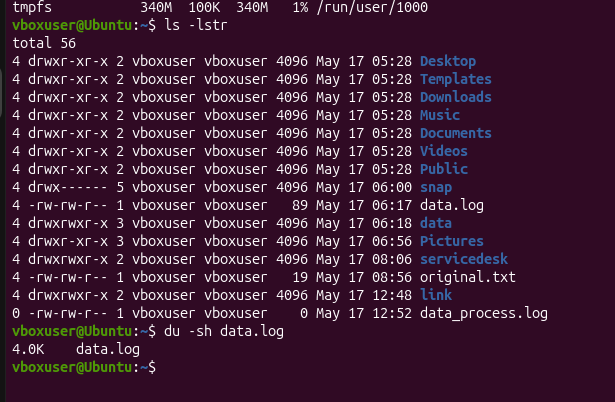 tmpfs           340M  100K  340M   1% /run/user/1000
vboxuser@Ubuntu:~$ ls -lstr
total 56
4 drwxr-xr-x 2 vboxuser vboxuser 4096 May 17 05:28 Desktop
4 drwxr-xr-x 2 vboxuser vboxuser 4096 May 17 05:28 Templates
4 drwxr-xr-x 2 vboxuser vboxuser 4096 May 17 05:28 Downloads
4 drwxr-xr-x 2 vboxuser vboxuser 4096 May 17 05:28 Music
4 drwxr-xr-x 2 vboxuser vboxuser 4096 May 17 05:28 Documents
4 drwxr-xr-x 2 vboxuser vboxuser 4096 May 17 05:28 Videos
4 drwxr-xr-x 2 vboxuser vboxuser 4096 May 17 05:28 Public
4 drwx------ 5 vboxuser vboxuser 4096 May 17 06:00 snap
4 -rw-rw-r-- 1 vboxuser vboxuser   89 May 17 06:17 data.log
4 drwxrwxr-x 3 vboxuser vboxuser 4096 May 17 06:18 data
4 drwxr-xr-x 3 vboxuser vboxuser 4096 May 17 06:56 Pictures
4 drwxrwxr-x 2 vboxuser vboxuser 4096 May 17 08:06 servicedesk
4 -rw-rw-r-- 1 vboxuser vboxuser   19 May 17 08:56 original.txt
4 drwxrwxr-x 2 vboxuser vboxuser 4096 May 17 12:48 link
0 -rw-rw-r-- 1 vboxuser vboxuser    0 May 17 12:52 data_process.log
vboxuser@Ubuntu:~$ du -sh data.log
4.0K    data.log
vboxuser@Ubuntu:~$